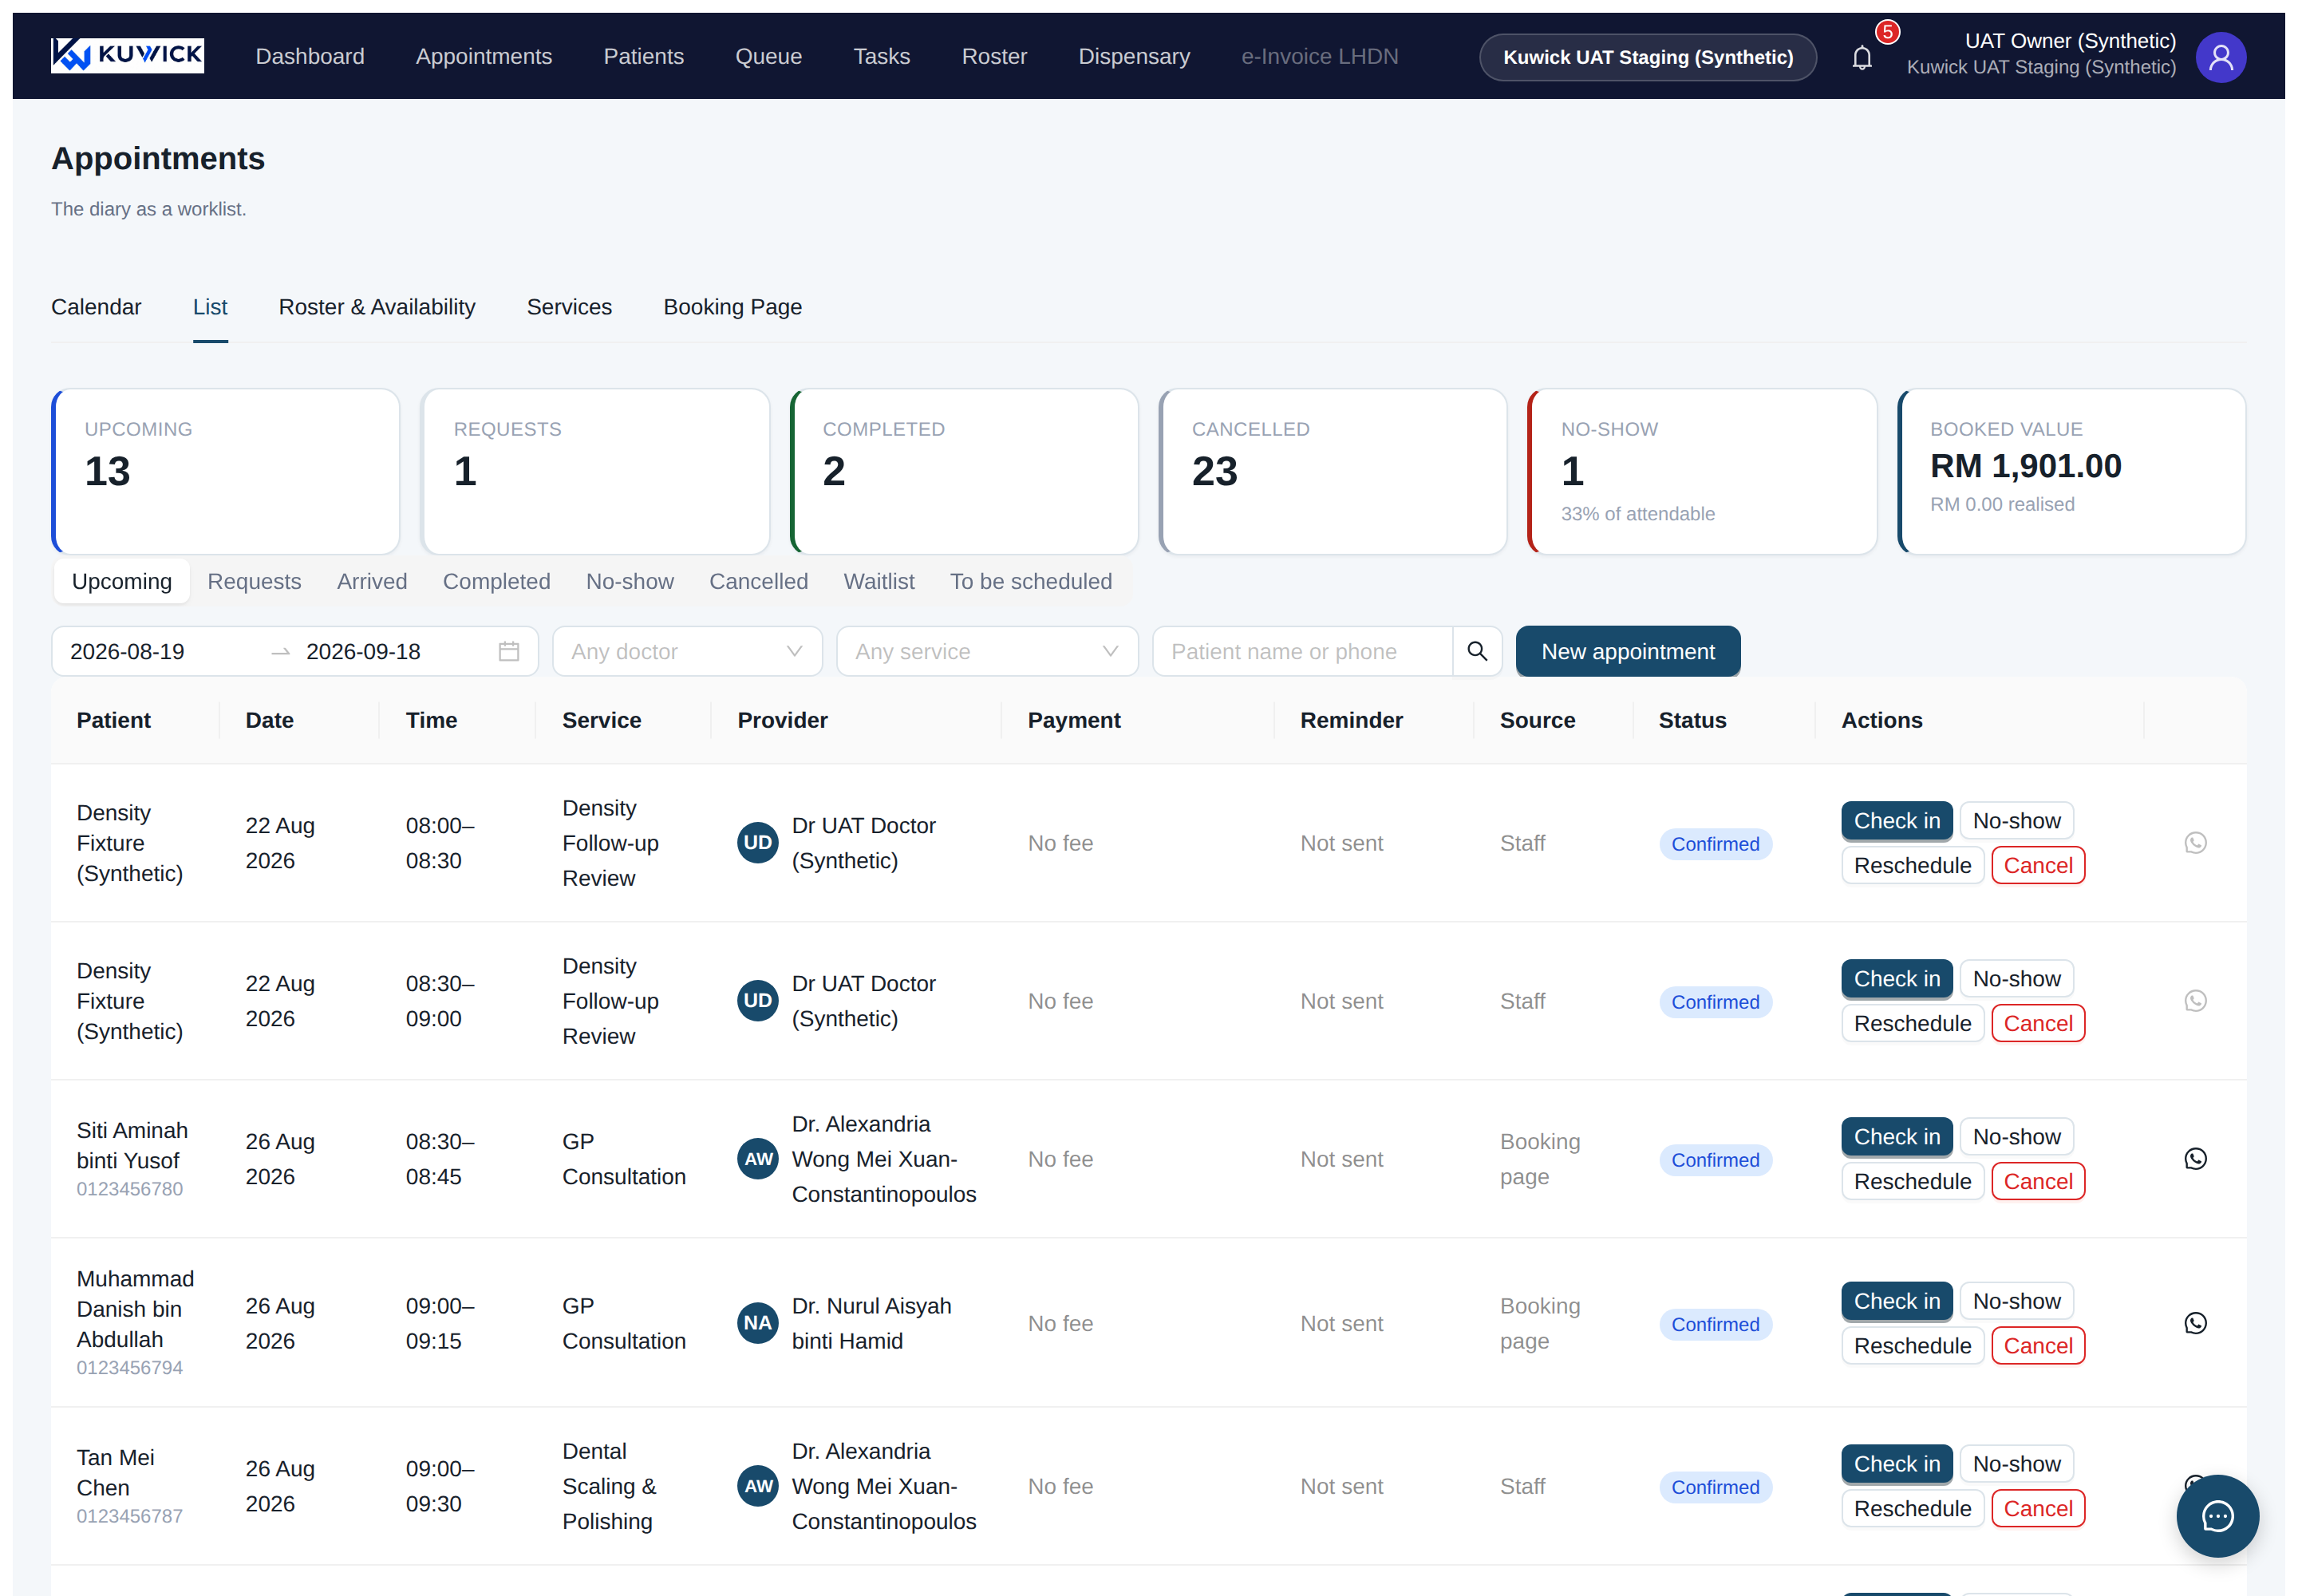 KUWICK
Dashboard
Appointments
Patients
Queue
Tasks
Roster
Dispensary
e-Invoice LHDN
Kuwick UAT Staging (Synthetic)
5
UAT Owner (Synthetic)
Kuwick UAT Staging (Synthetic)
Appointments
The diary as a worklist.
Calendar
List
Roster & Availability
Services
Booking Page
UPCOMING
13
REQUESTS
1
COMPLETED
2
CANCELLED
23
NO-SHOW
1
33% of attendable
BOOKED VALUE
RM 1,901.00
RM 0.00 realised
Upcoming
Requests
Arrived
Completed
No-show
Cancelled
Waitlist
To be scheduled
2026-08-19
2026-09-18
Any doctor
Any service
Patient name or phone
New appointment
Patient
Date
Time
Service
Provider
Payment
Reminder
Source
Status
Actions
Density
Fixture
(Synthetic)
22 Aug
2026
08:00–
08:30
Density
Follow-up
Review
UD
Dr UAT Doctor
(Synthetic)
No fee
Not sent
Staff
Confirmed
Check in
No-show
Reschedule
Cancel
Density
Fixture
(Synthetic)
22 Aug
2026
08:30–
09:00
Density
Follow-up
Review
UD
Dr UAT Doctor
(Synthetic)
No fee
Not sent
Staff
Confirmed
Check in
No-show
Reschedule
Cancel
Siti Aminah
binti Yusof
0123456780
26 Aug
2026
08:30–
08:45
GP
Consultation
AW
Dr. Alexandria
Wong Mei Xuan-
Constantinopoulos
No fee
Not sent
Booking
page
Confirmed
Check in
No-show
Reschedule
Cancel
Muhammad
Danish bin
Abdullah
0123456794
26 Aug
2026
09:00–
09:15
GP
Consultation
NA
Dr. Nurul Aisyah
binti Hamid
No fee
Not sent
Booking
page
Confirmed
Check in
No-show
Reschedule
Cancel
Tan Mei
Chen
0123456787
26 Aug
2026
09:00–
09:30
Dental
Scaling &
Polishing
AW
Dr. Alexandria
Wong Mei Xuan-
Constantinopoulos
No fee
Not sent
Staff
Confirmed
Check in
No-show
Reschedule
Cancel